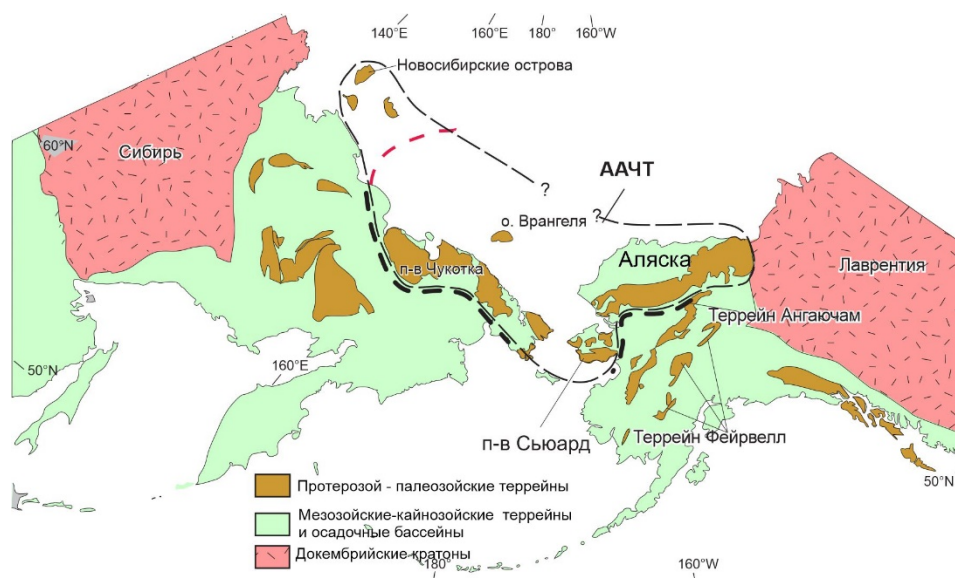 140°E 160°E 180° 160°W
Новосибирские острова
60°N
Сибирь
?
ААЧТ
о. Врангеля ?
Аляска
п-в Чукотка
Лаврентия
Террейн Ангаючам
50°N
160°E
п-в Сьюард
Террейн Фейрвелл
50°N
Протерозой - палеозойские террейны
Мезозойские-кайнозойские террейны
и осадочные бассейны
Докембрийские кратоны
180°
160°W